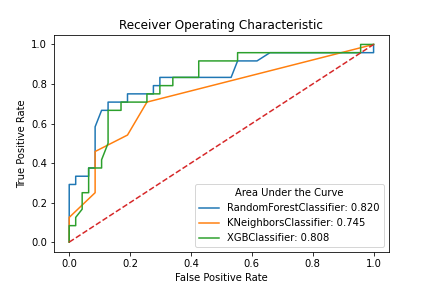 Receiver Operating Characteristic
1.0
0.8
0.6
0.4
0.2
0.0
True Positive Rate
Area Under the Curve
RandomForestClassifier: 0.820
KNeighborsClassifier: 0.745
XGBClassifier: 0.808
0.0 0.2 0.4 0.6 0.8 1.0
False Positive Rate